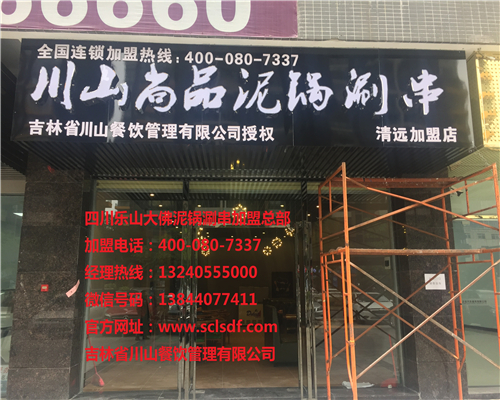 66660
全国连锁加盟热线:400-080-7337
川山尚品泥锅涮串
吉林省川山餐饮管理有限公司授权 清远加盟店
四川乐山大佛泥锅涮串加盟总部
加盟电话：400-080-7337
经理热线：13240555000
微信号码：13844077411
官方网址：www.sclsdf.com
吉林省川山餐饮管理有限公司